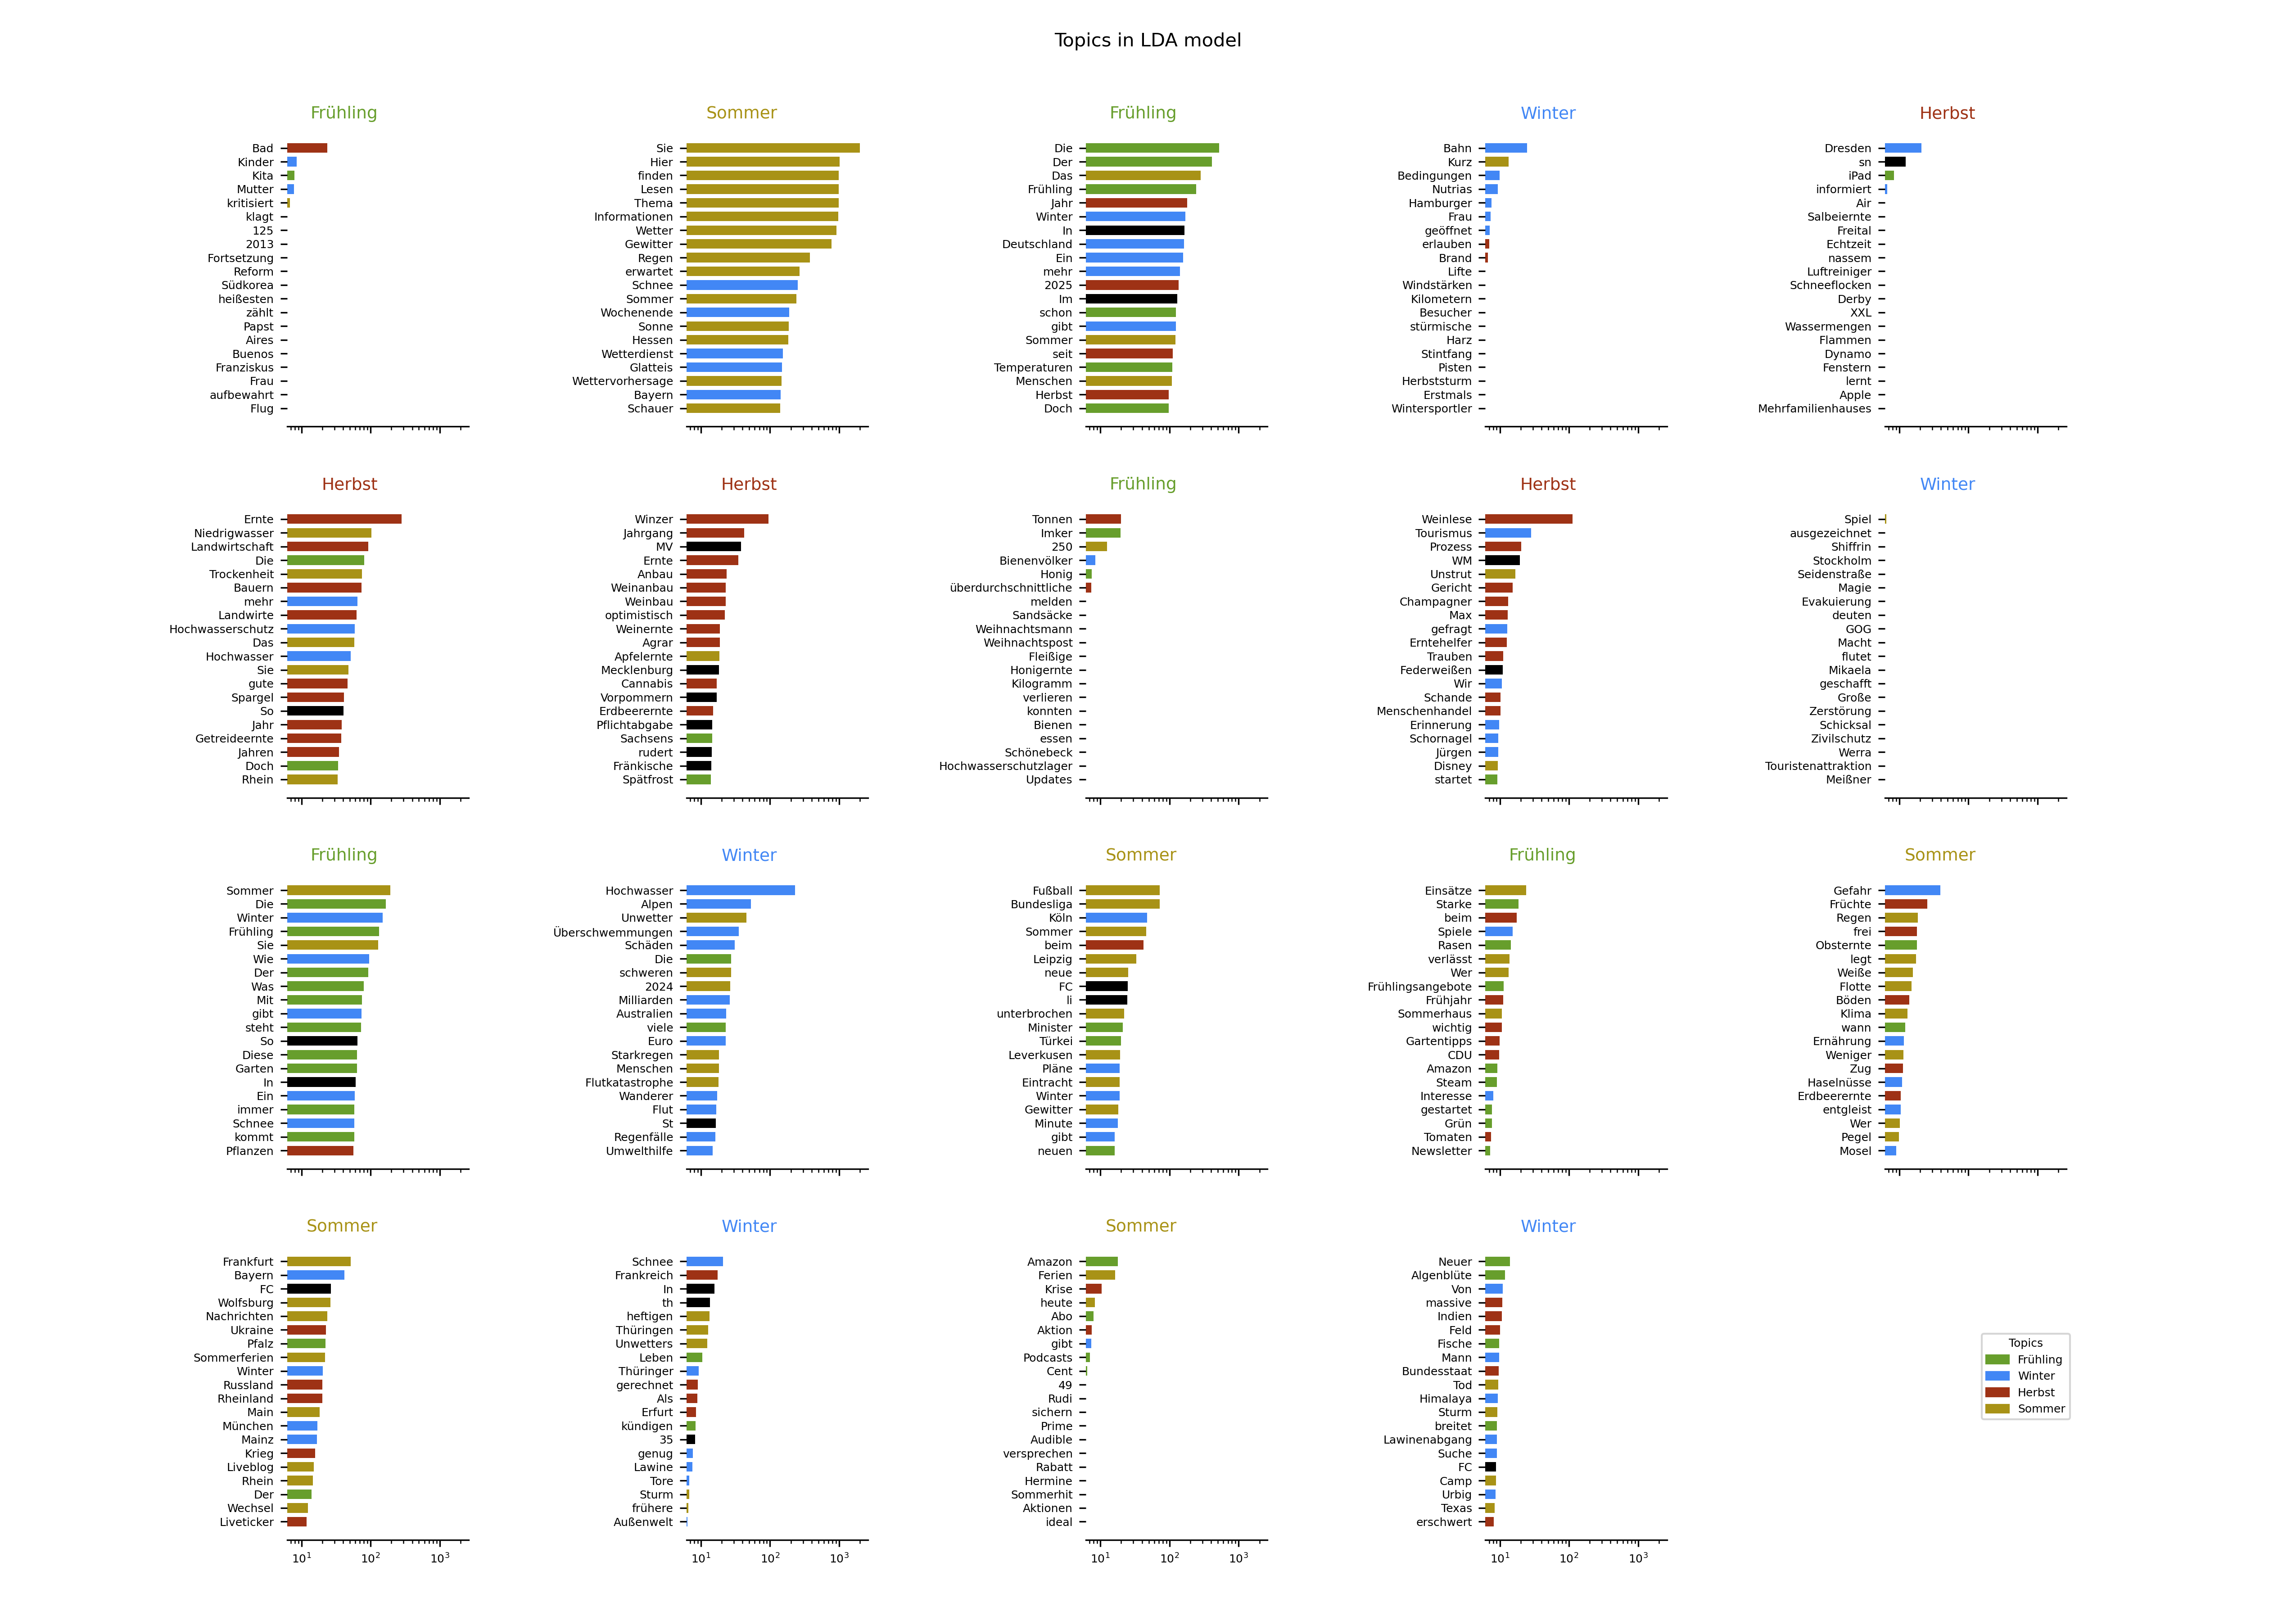 Topics in LDA model
Frühling
Bad
Kinder
Kita
Mutter
kritisiert
klagt
125
2013
Fortsetzung
Reform
Südkorea
heißesten
zählt
Papst
Aires
Buenos
Franziskus
Frau
aufbewahrt
Flug
Sommer
Sie
Hier
finden
Lesen
Thema
Informationen
Wetter
Gewitter
Regen
erwartet
Schnee
Sommer
Wochenende
Sonne
Hessen
Wetterdienst
Glatteis
Wettervorhersage
Bayern
Schauer
Frühling
Die
Der
Das
Frühling
Jahr
Winter
In
Deutschland
Ein
mehr
2025
Im
schon
gibt
Sommer
seit
Temperaturen
Menschen
Herbst
Doch
Winter
Bahn
Kurz
Bedingungen
Nutrias
Hamburger
Frau
geöffnet
erlauben
Brand
Lifte
Windstärken
Kilometern
Besucher
stürmische
Harz
Stintfang
Pisten
Herbststurm
Erstmals
Wintersportler
Herbst
Dresden
sn
iPad
informiert
Air
Salbeiernte
Freital
Echtzeit
nassem
Luftreiniger
Schneeflocken
Derby
XXL
Wassermengen
Flammen
Dynamo
Fenstern
lernt
Apple
Mehrfamilienhauses
Herbst
Ernte
Niedrigwasser
Landwirtschaft
Die
Trockenheit
Bauern
mehr
Landwirte
Hochwasserschutz
Das
Hochwasser
Sie
gute
Spargel
So
Jahr
Getreideernte
Jahren
Doch
Rhein
Herbst
Winzer
Jahrgang
MV
Ernte
Anbau
Weinanbau
Weinbau
optimistisch
Weinernte
Agrar
Apfelernte
Mecklenburg
Cannabis
Vorpommern
Erdbeerernte
Pflichtabgabe
Sachsens
rudert
Fränkische
Spätfrost
Frühling
Tonnen
Imker
250
Bienenvölker
Honig
überdurchschnittliche
melden
Sandsäcke
Weihnachtsmann
Weihnachtspost
Fleißige
Honigernte
Kilogramm
verlieren
konnten
Bienen
essen
Schönebeck
Hochwasserschutzlager
Updates
Herbst
Weinlese
Tourismus
Prozess
WM
Unstrut
Gericht
Champagner
Max
gefragt
Erntehelfer
Trauben
Federweißen
Wir
Schande
Menschenhandel
Erinnerung
Schornagel
Jürgen
Disney
startet
Winter
Spiel
ausgezeichnet
Shiffrin
Stockholm
Seidenstraße
Magie
Evakuierung
deuten
GOG
Macht
flutet
Mikaela
geschafft
Große
Zerstörung
Schicksal
Zivilschutz
Werra
Touristenattraktion
Meißner
Frühling
Sommer
Die
Winter
Frühling
Sie
Wie
Der
Was
Mit
gibt
steht
So
Diese
Garten
In
Ein
immer
Schnee
kommt
Pflanzen
Winter
Hochwasser
Alpen
Unwetter
Überschwemmungen
Schäden
Die
schweren
2024
Milliarden
Australien
viele
Euro
Starkregen
Menschen
Flutkatastrophe
Wanderer
Flut
St
Regenfälle
Umwelthilfe
Sommer
Fußball
Bundesliga
Köln
Sommer
beim
Leipzig
neue
FC
li
unterbrochen
Minister
Türkei
Leverkusen
Pläne
Eintracht
Winter
Gewitter
Minute
gibt
neuen
Frühling
Einsätze
Starke
beim
Spiele
Rasen
verlässt
Wer
Frühlingsangebote
Frühjahr
Sommerhaus
wichtig
Gartentipps
CDU
Amazon
Steam
Interesse
gestartet
Grün
Tomaten
Newsletter
Sommer
Gefahr
Früchte
Regen
frei
Obsternte
legt
Weiße
Flotte
Böden
Klima
wann
Ernährung
Weniger
Zug
Haselnüsse
Erdbeerernte
entgleist
Wer
Pegel
Mosel
Sommer
Frankfurt
Bayern
FC
Wolfsburg
Nachrichten
Ukraine
Pfalz
Sommerferien
Winter
Russland
Rheinland
Main
München
Mainz
Krieg
Liveblog
Rhein
Der
Wechsel
Liveticker
10¹ 10² 10³
Winter
Schnee
Frankreich
In
th
heftigen
Thüringen
Unwetters
Leben
Thüringer
gerechnet
Als
Erfurt
kündigen
35
genug
Lawine
Tore
Sturm
frühere
Außenwelt
10¹ 10² 10³
Sommer
Amazon
Ferien
Krise
heute
Abo
Aktion
gibt
Podcasts
Cent
49
Rudi
sichern
Prime
Audible
versprechen
Rabatt
Hermine
Sommerhit
Aktionen
ideal
10¹ 10² 10³
Winter
Neuer
Algenblüte
Von
massive
Indien
Feld
Fische
Mann
Bundesstaat
Tod
Himalaya
Sturm
breitet
Lawinenabgang
Suche
FC
Camp
Urbig
Texas
erschwert
10¹ 10² 10³
Topics
Frühling
Winter
Herbst
Sommer